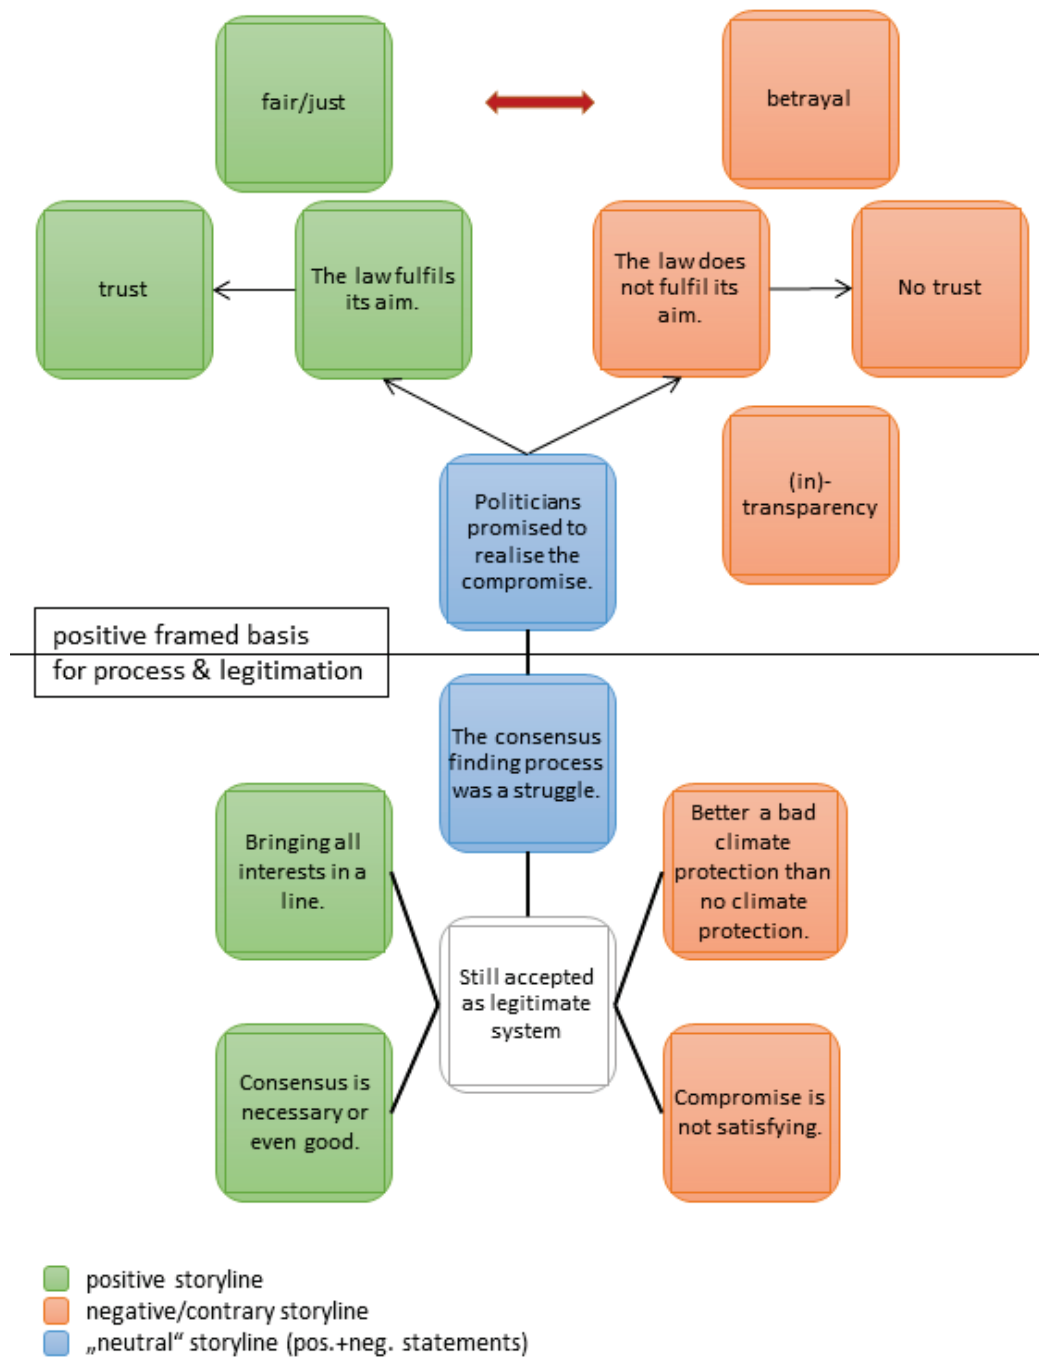 fair/just
betrayal
trust
The law fulfils
its aim.
The law does
not fulfil its
aim.
No trust
(in)-
transparency
Politicians
promised to
realise the
compromise.
positive framed basis
for process & legitimation
The consensus
finding process
was a struggle.
Bringing all
interests in a
line.
Better a bad
climate
protection than
no climate
protection.
Still accepted
as legitimate
system
Consensus is
necessary or
even good.
Compromise is
not satisfying.
positive storyline
negative/contrary storyline
„neutral“ storyline (pos.+neg. statements)